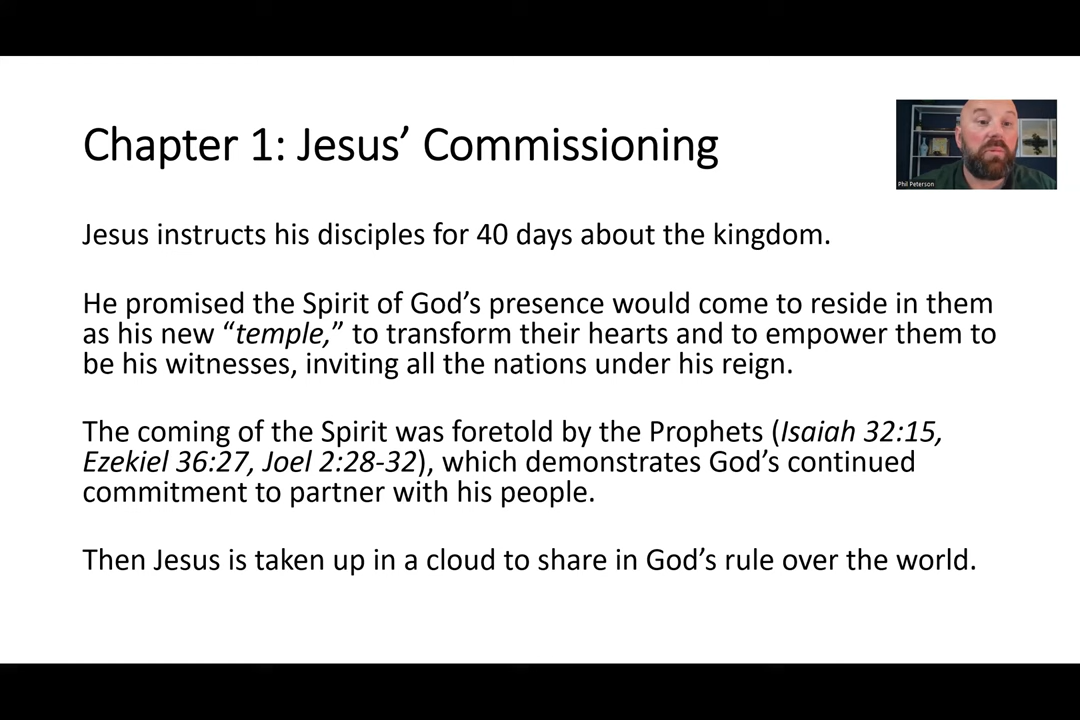 Chapter 1: Jesus’ Commissioning
Phil Peterson
Jesus instructs his disciples for 40 days about the kingdom.
He promised the Spirit of God’s presence would come to reside in them
as his new “temple,” to transform their hearts and to empower them to
be his witnesses, inviting all the nations under his reign.
The coming of the Spirit was foretold by the Prophets (Isaiah 32:15,
Ezekiel 36:27, Joel 2:28-32), which demonstrates God’s continued
commitment to partner with his people.
Then Jesus is taken up in a cloud to share in God’s rule over the world.